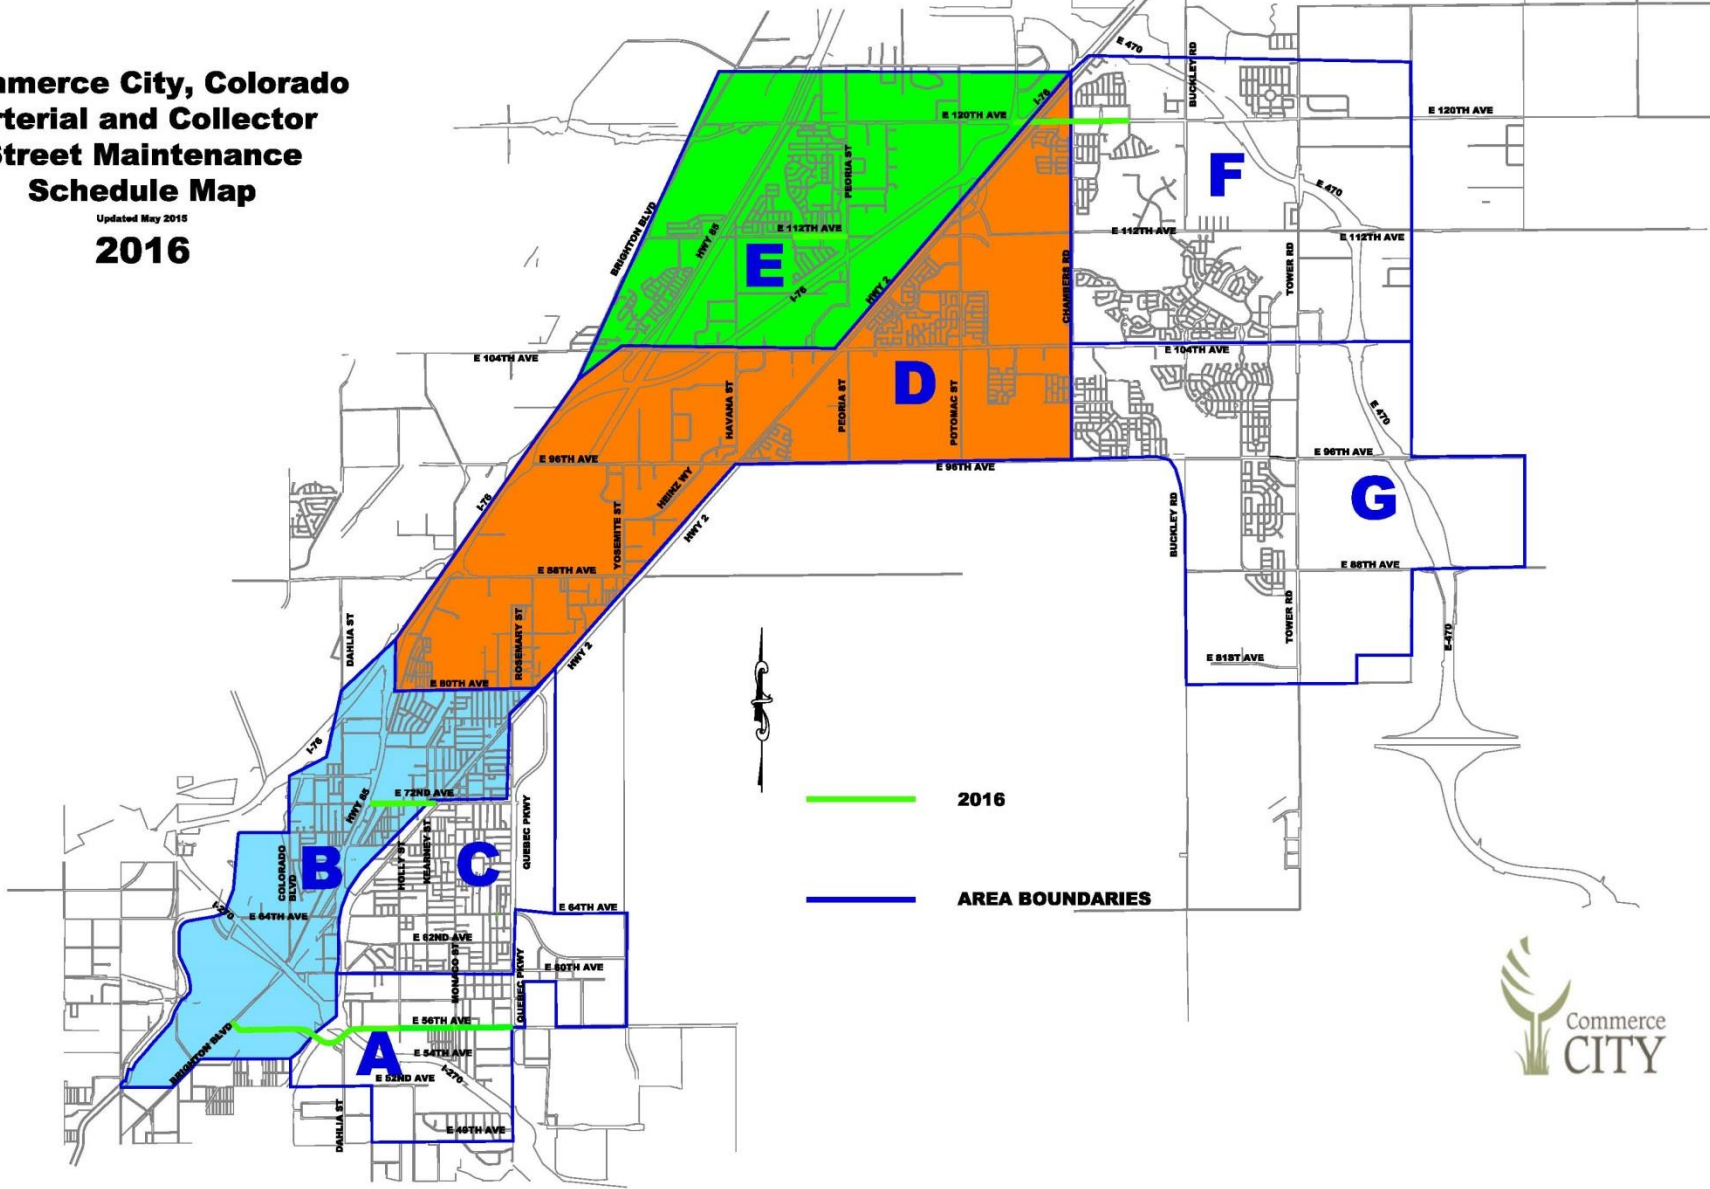 mmerce City, Colorado
rterial and Collector
Street Maintenance
Schedule Map
Updated May 2015
2016
E 470
BUCKLEY RD
I-76
E 120TH AVE
E 120TH AVE
F
PEORIA ST
E 470
BRIGHTON BLVD
HWY 85
E 112TH AVE
E 112TH AVE
E 112TH AVE
E
CHAMBERS RD
TOWER RD
I-76
HWY 2
E 104TH AVE
E 104TH AVE
D
HAVANA ST
PEORIA ST
POTOMAC ST
E 470
E 96TH AVE
E 96TH AVE
E 96TH AVE
HEINZ WY
I-76
G
YOSEMITE ST
HWY 2
BUCKLEY RD
E 88TH AVE
E 88TH AVE
DAHLIA ST
ROSEMARY ST
HWY 2
TOWER RD
E-470
E 81ST AVE
E 80TH AVE
I-76
E 72ND AVE
HWY 85
2016
QUEBEC PKWY
COLORADO
BLVD
B
HOLLY ST
KEARNEY ST
C
AREA BOUNDARIES
I-270
E 64TH AVE
E 64TH AVE
E 62ND AVE
MONACO ST
QUEBEC PKWY
E 60TH AVE
E 56TH AVE
BRIGHTON BLVD
A
E 54TH AVE
I-270
E 52ND AVE
DAHLIA ST
E 49TH AVE
Commerce
CITY